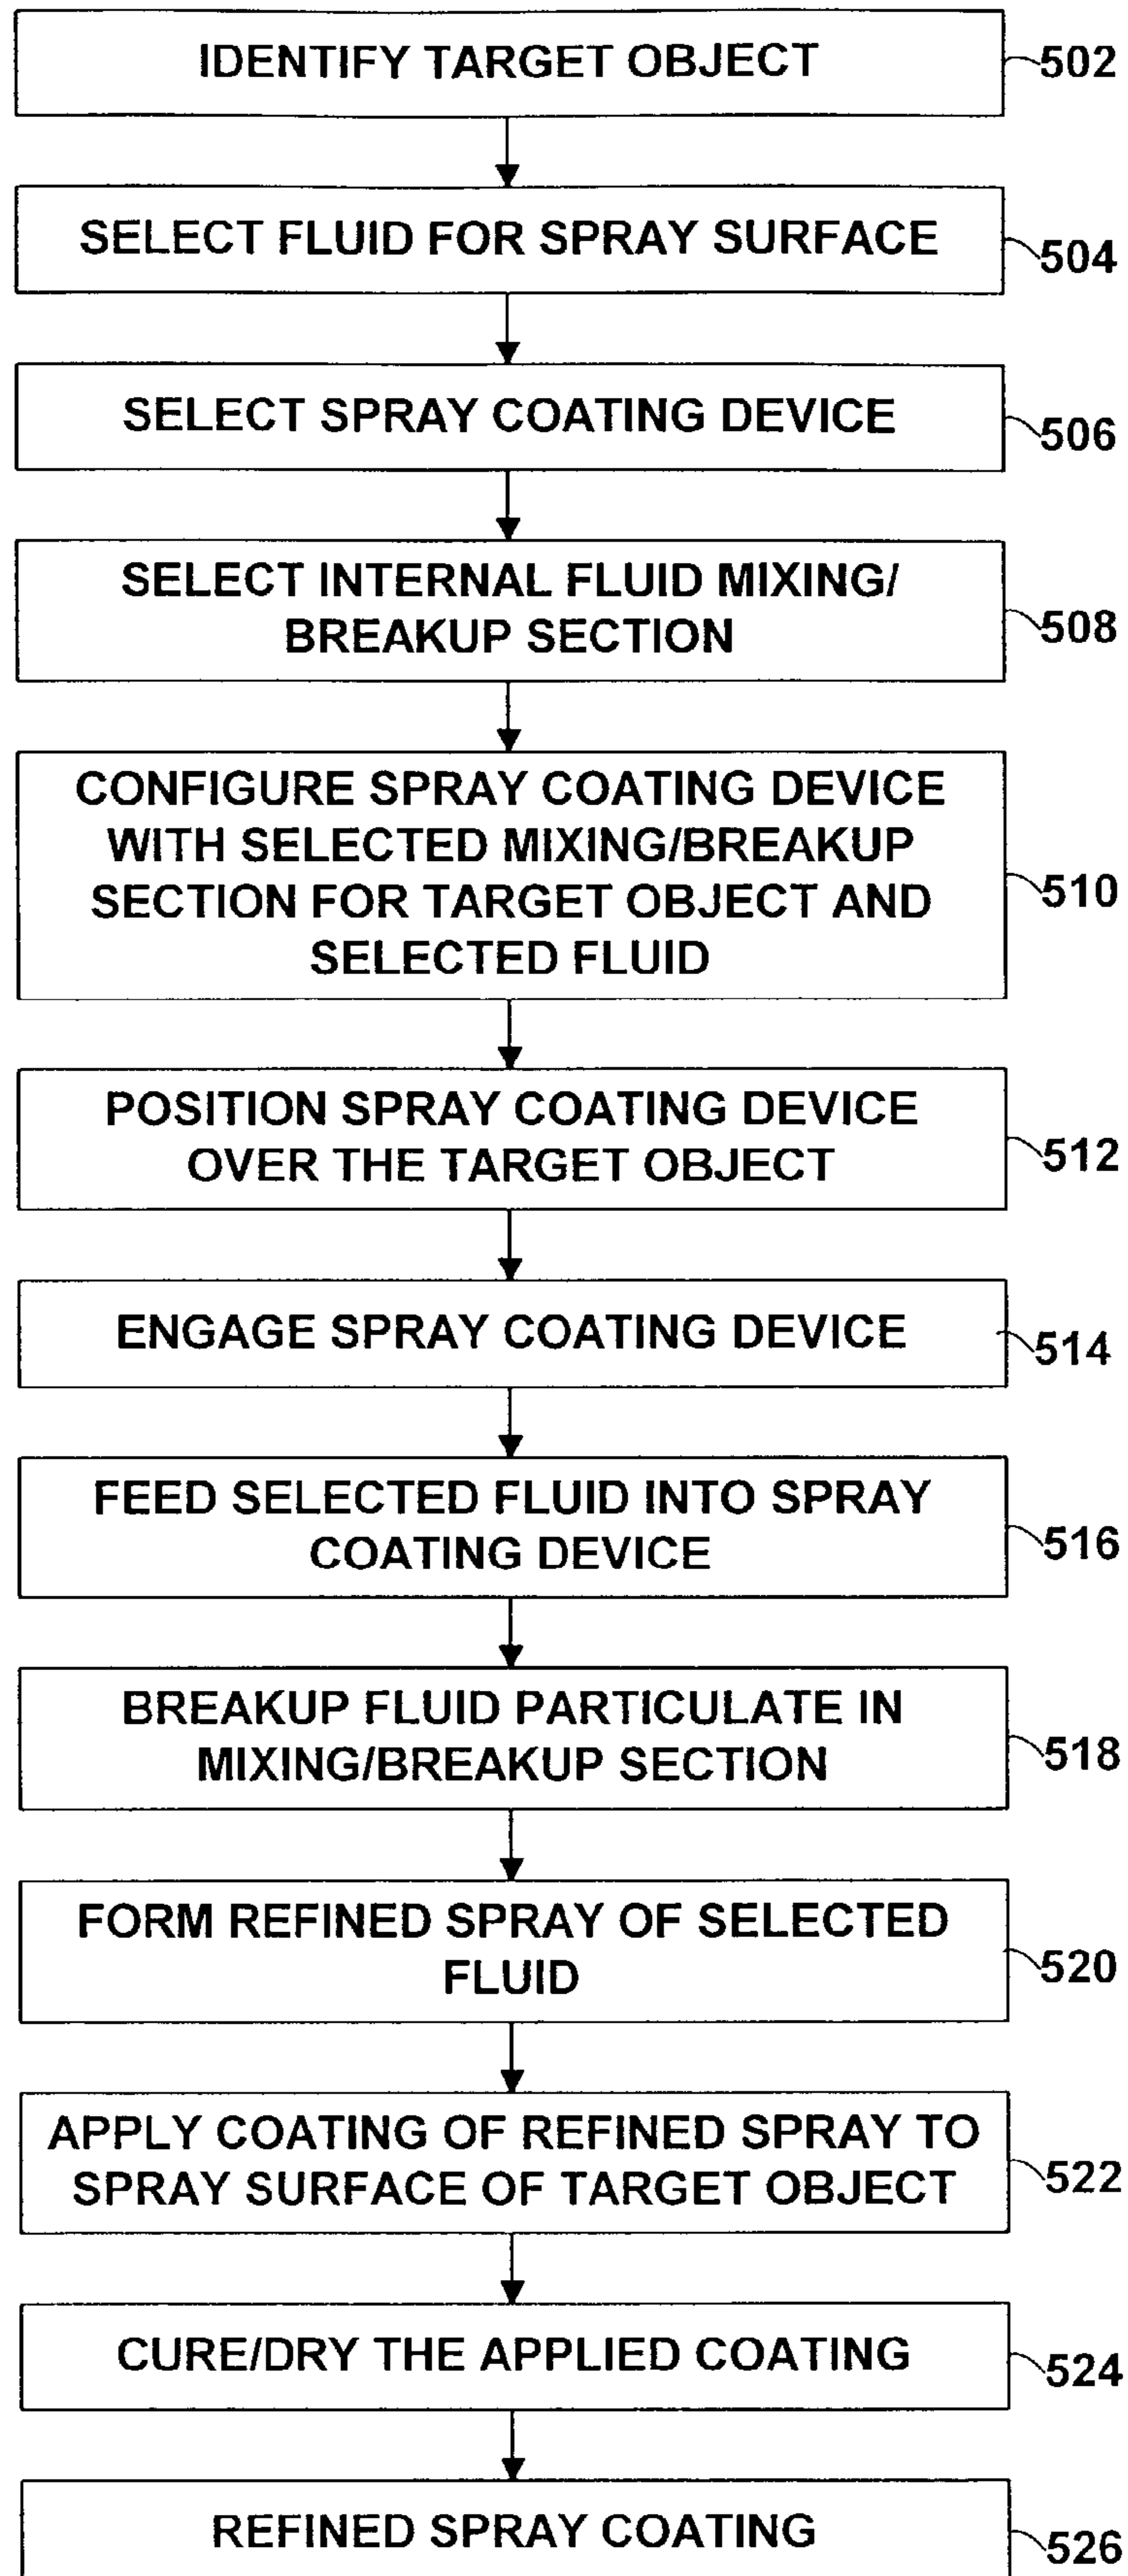 IDENTIFY TARGET OBJECT
502
SELECT FLUID FOR SPRAY SURFACE
504
SELECT SPRAY COATING DEVICE
506
SELECT INTERNAL FLUID MIXING/
BREAKUP SECTION
508
CONFIGURE SPRAY COATING DEVICE
WITH SELECTED MIXING/BREAKUP
SECTION FOR TARGET OBJECT AND
SELECTED FLUID
510
POSITION SPRAY COATING DEVICE
OVER THE TARGET OBJECT
512
ENGAGE SPRAY COATING DEVICE
514
FEED SELECTED FLUID INTO SPRAY
COATING DEVICE
516
BREAKUP FLUID PARTICULATE IN
MIXING/BREAKUP SECTION
518
FORM REFINED SPRAY OF SELECTED
FLUID
520
APPLY COATING OF REFINED SPRAY TO
SPRAY SURFACE OF TARGET OBJECT
522
CURE/DRY THE APPLIED COATING
524
REFINED SPRAY COATING
526